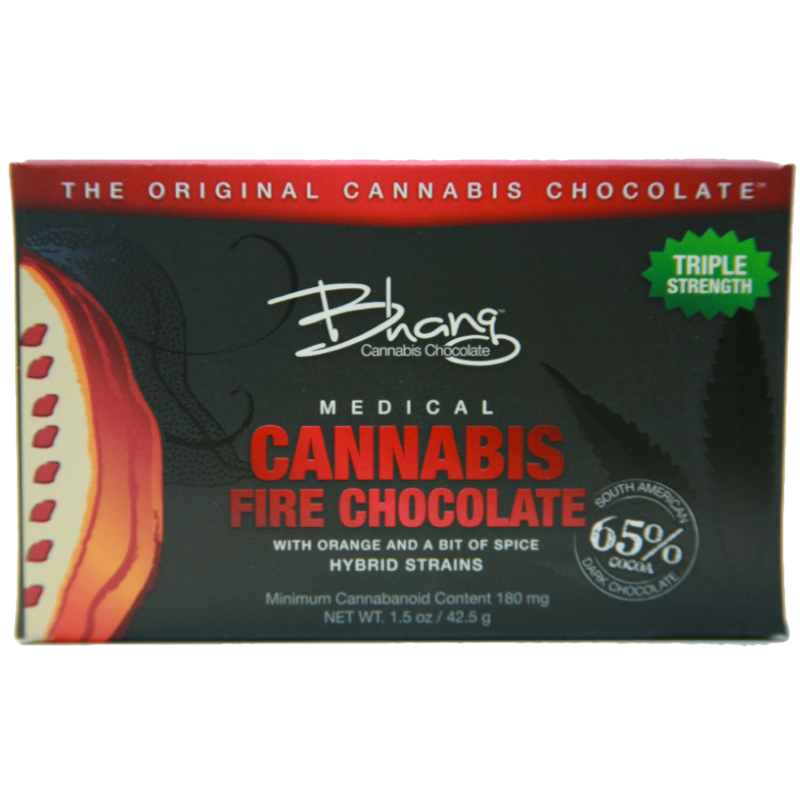 THE ORIGINAL CANNABIS CHOCOLATE™
TRIPLE
STRENGTH
Bhang™
Cannabis Chocolate
MEDICAL
CANNABIS
FIRE CHOCOLATE
WITH ORANGE AND A BIT OF SPICE
HYBRID STRAINS
SOUTH AMERICAN
65%
COCOA
DARK CHOCOLATE
Minimum Cannabanoid Content 180 mg
NET WT. 1.5 oz / 42.5 g